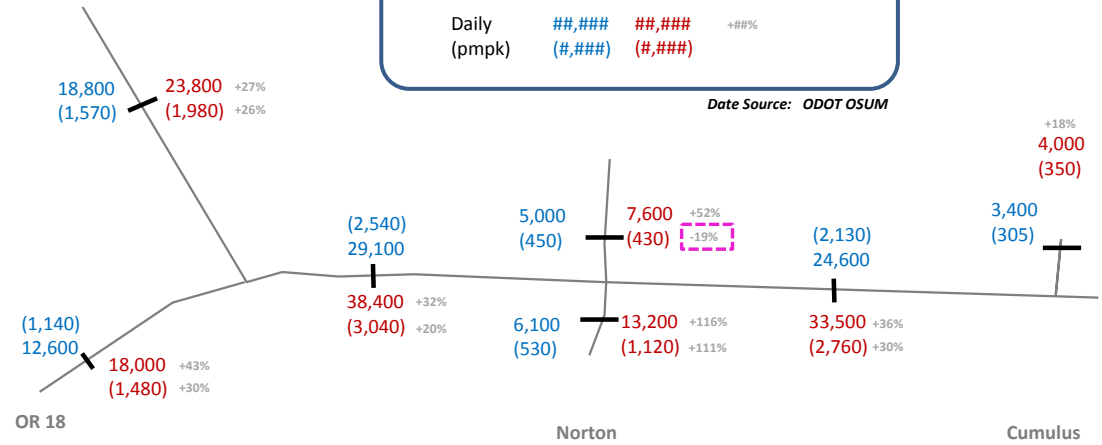 Daily ##,### ##,### +##%
(pmpk) (#,###) (#,###)
Date Source: ODOT OSUM
18,800 23,800 +27%
(1,570) (1,980) +26%
+18%
4,000
(350)
3,400
(305)
(2,540)
29,100
5,000 7,600 +52%
(450) (430) -19%
(2,130)
24,600
38,400 +32%
(3,040) +20%
6,100 13,200 +116%
(530) (1,120) +111%
33,500 +36%
(2,760) +30%
(1,140)
12,600
18,000 +43%
(1,480) +30%
OR 18
Norton
Cumulus